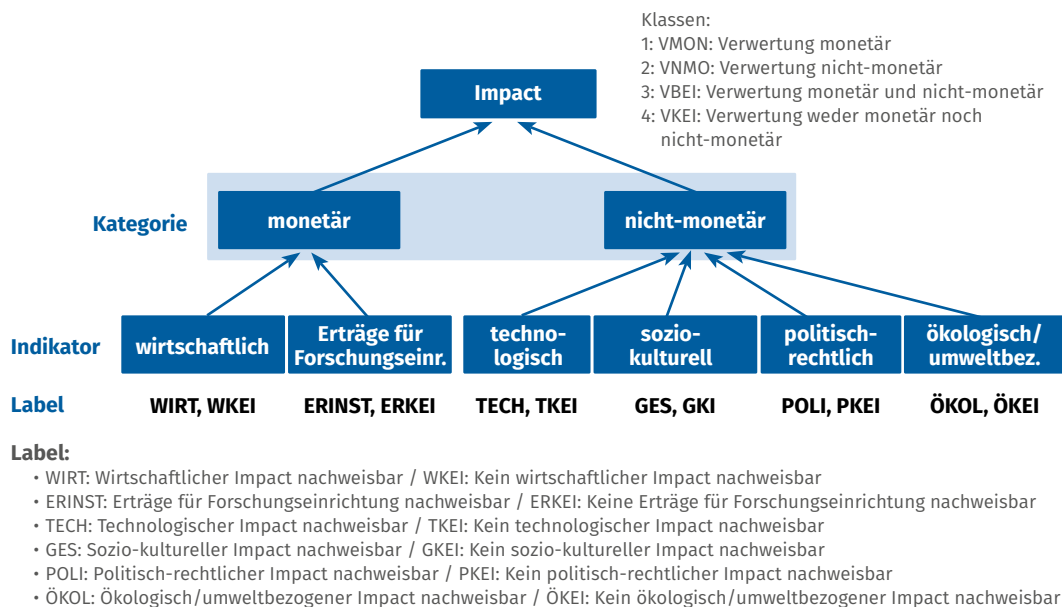 Klassen:
1: VMON: Verwertung monetär
2: VNMO: Verwertung nicht-monetär
3: VBEI: Verwertung monetär und nicht-monetär
4: VKEI: Verwertung weder monetär noch
nicht-monetär
Impact
Kategorie
monetär
nicht-monetär
Indikator
wirtschaftlich
Erträge für
Forschungseinr.
techno-
logisch
sozio-
kulturell
politisch-
rechtlich
ökologisch/
umweltbez.
Label
WIRT, WKEI
ERINST, ERKEI
TECH, TKEI
GES, GKI
POLI, PKEI
ÖKOL, ÖKEI
Label:
• WIRT: Wirtschaftlicher Impact nachweisbar / WKEI: Kein wirtschaftlicher Impact nachweisbar
• ERINST: Erträge für Forschungseinrichtung nachweisbar / ERKEI: Keine Erträge für Forschungseinrichtung nachweisbar
• TECH: Technologischer Impact nachweisbar / TKEI: Kein technologischer Impact nachweisbar
• GES: Sozio-kultureller Impact nachweisbar / GKEI: Kein sozio-kultureller Impact nachweisbar
• POLI: Politisch-rechtlicher Impact nachweisbar / PKEI: Kein politisch-rechtlicher Impact nachweisbar
• ÖKOL: Ökologisch/umweltbezogener Impact nachweisbar / ÖKEI: Kein ökologisch/umweltbezogener Impact nachweisbar